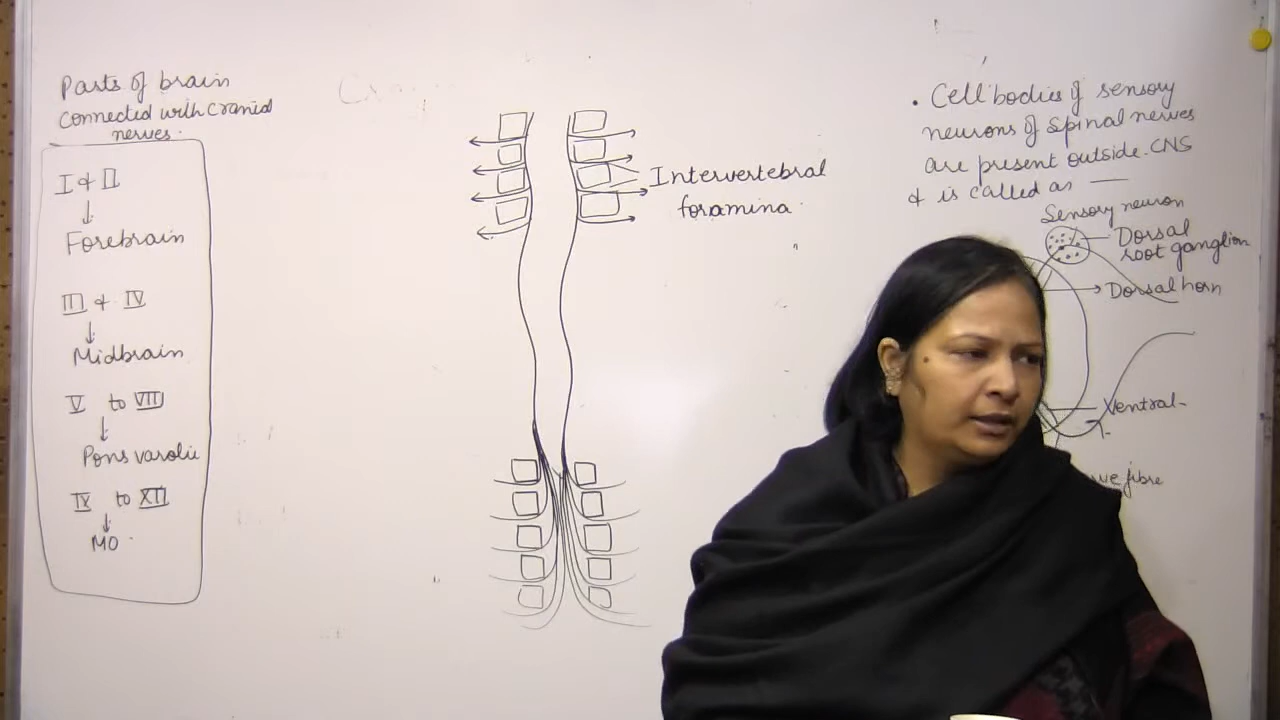 Parts of brain
connected with cranial
nerves.
I & II
Forebrain
III & IV
Midbrain
V to VIII
Pons varolii
IX to XII
MO.
Intervertebral
foramina.
. Cell bodies of sensory
neurons of spinal nerves
are present outside. CNS
& is called as
Sensory neuron
Dorsal
root ganglion
Dorsal horn
Ventral
fibre